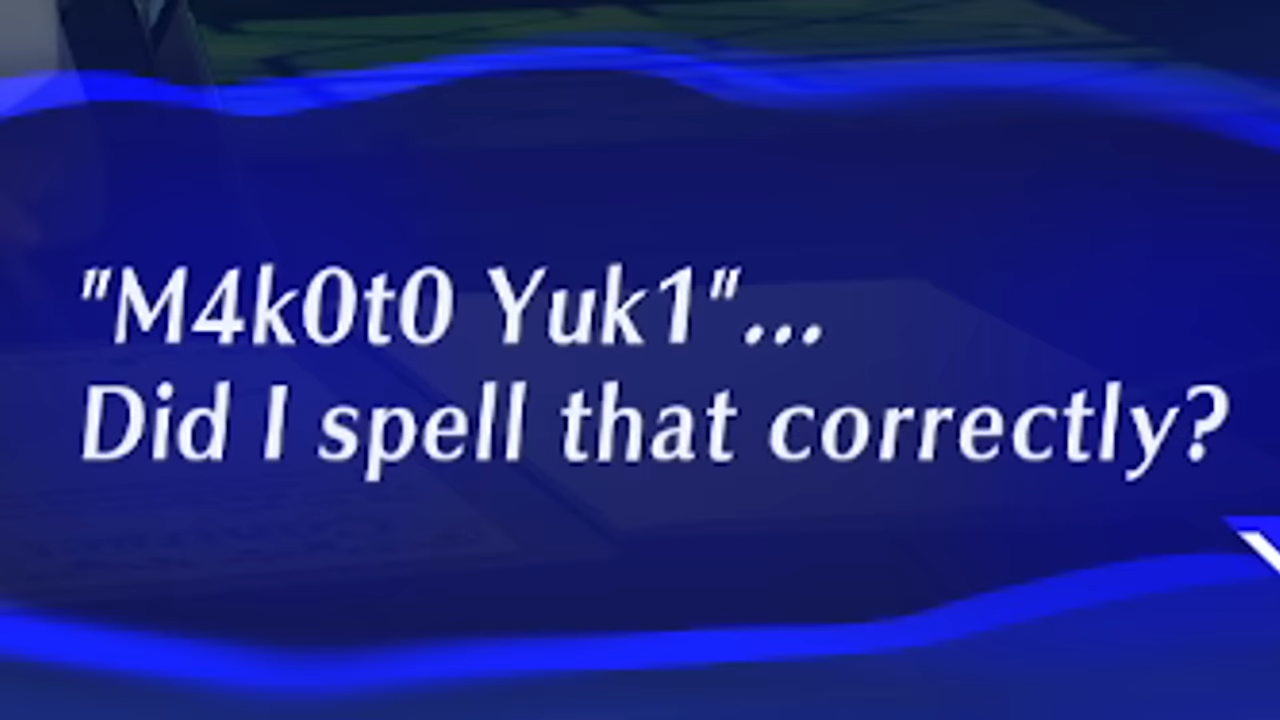 "M4k0t0 Yuk1"...
Did I spell that correctly?